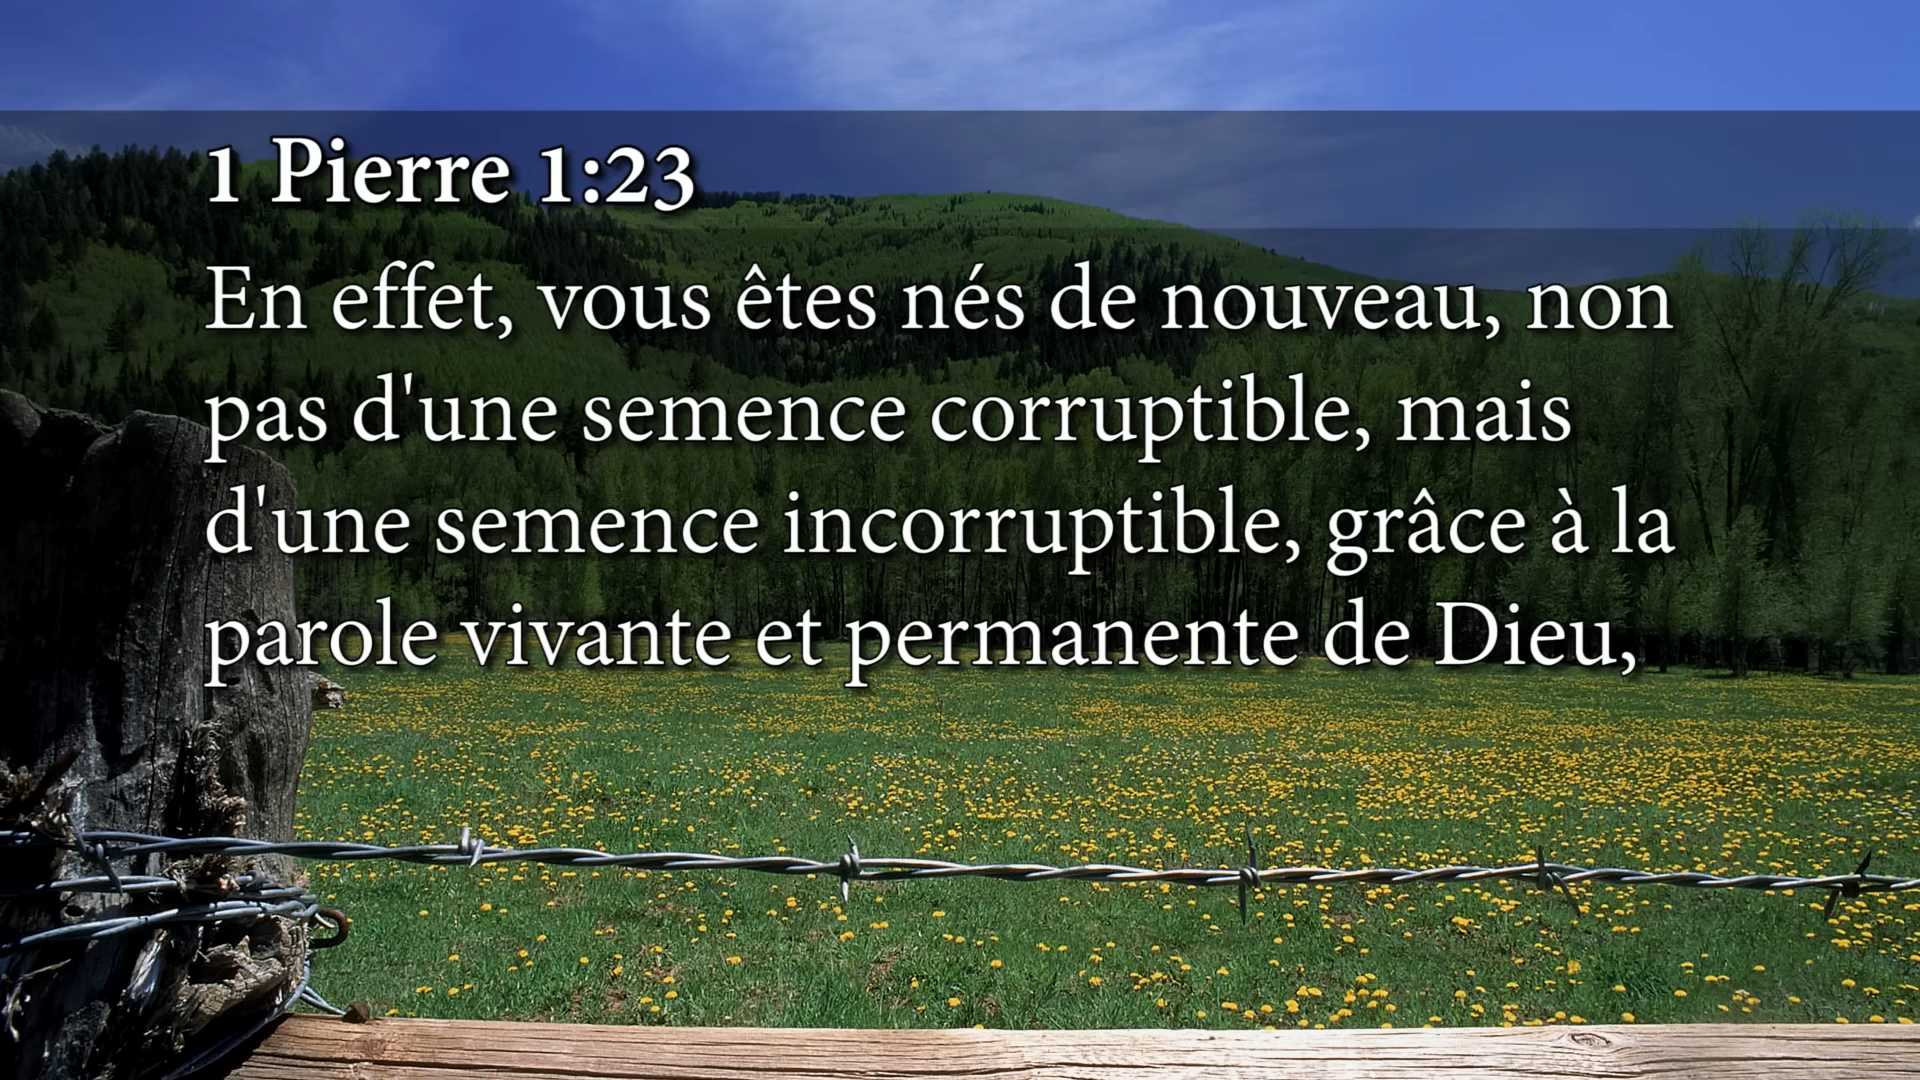 1 Pierre 1:23
En effet, vous êtes nés de nouveau, non
pas d'une semence corruptible, mais
d'une semence incorruptible, grâce à la
parole vivante et permanente de Dieu,